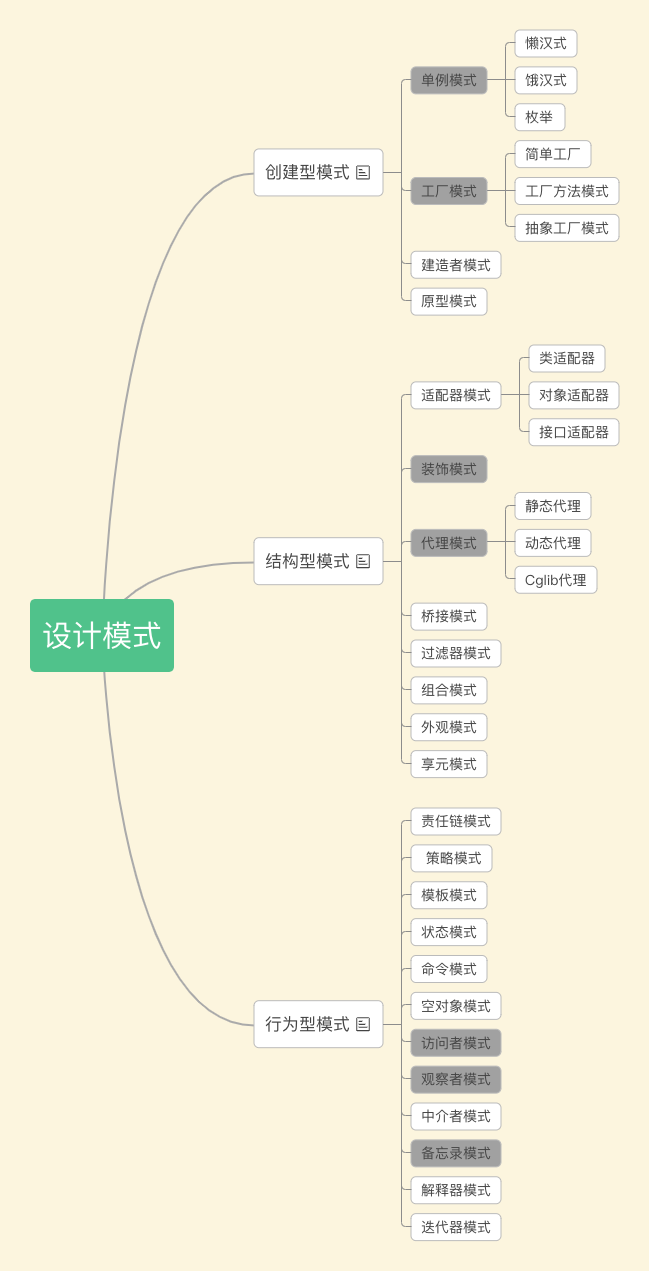 设计模式
创建型模式
单例模式
懒汉式
饿汉式
枚举
工厂模式
简单工厂
工厂方法模式
抽象工厂模式
建造者模式
原型模式
结构型模式
适配器模式
类适配器
对象适配器
接口适配器
装饰模式
代理模式
静态代理
动态代理
Cglib代理
桥接模式
过滤器模式
组合模式
外观模式
享元模式
行为型模式
责任链模式
策略模式
模板模式
状态模式
命令模式
空对象模式
访问者模式
观察者模式
中介者模式
备忘录模式
解释器模式
迭代器模式